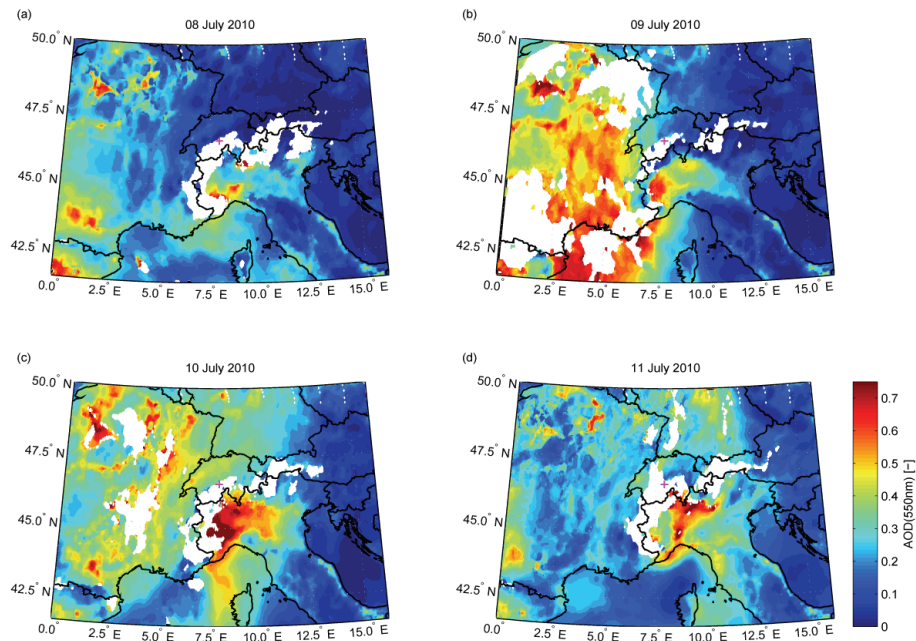 (a)
08 July 2010
50.0° N
47.5° N
45.0° N
42.5° N
0.0°
2.5° E
5.0° E
7.5° E
10.0° E
12.5° E
15.0° E
(b)
09 July 2010
50.0° N
47.5° N
45.0° N
42.5° N
0.0°
2.5° E
5.0° E
7.5° E
10.0° E
12.5° E
15.0° E
(c)
10 July 2010
50.0° N
47.5° N
45.0° N
42.5° N
0.0°
2.5° E
5.0° E
7.5° E
10.0° E
12.5° E
15.0° E
(d)
11 July 2010
50.0° N
47.5° N
45.0° N
42.5° N
0.0°
2.5° E
5.0° E
7.5° E
10.0° E
12.5° E
15.0° E
0.7
0.6
0.5
0.4
0.3
0.2
0.1
0
AOD(550nm) [–]